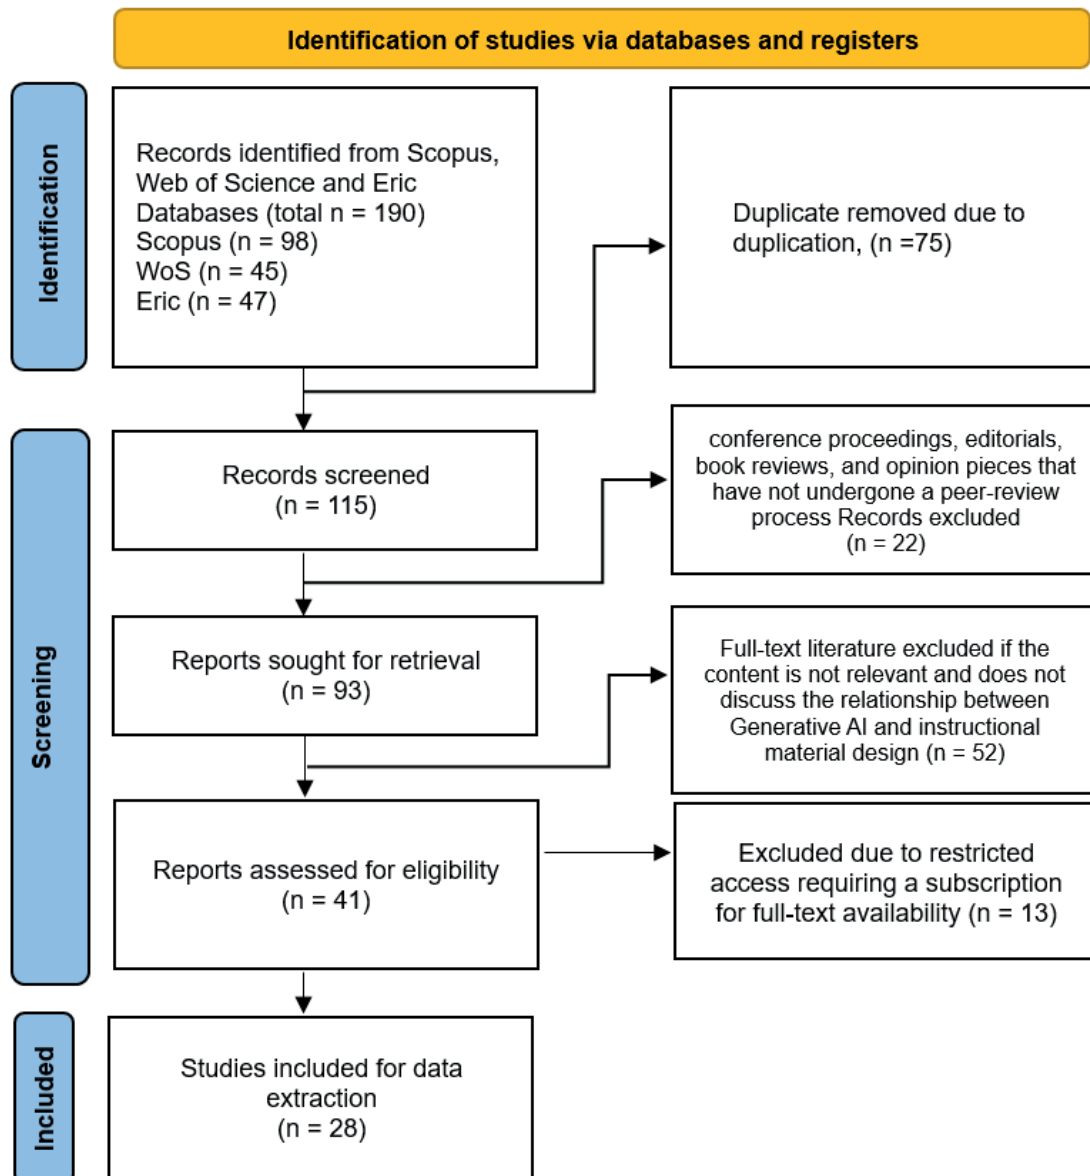 Identification of studies via databases and registers
Identification
Records identified from Scopus,
Web of Science and Eric
Databases (total n = 190)
Scopus (n = 98)
WoS (n = 45)
Eric (n = 47)
Duplicate removed due to
duplication, (n =75)
Screening
Records screened
(n = 115)
conference proceedings, editorials,
book reviews, and opinion pieces that
have not undergone a peer-review
process Records excluded
(n = 22)
Reports sought for retrieval
(n = 93)
Full-text literature excluded if the
content is not relevant and does not
discuss the relationship between
Generative AI and instructional
material design (n = 52)
Reports assessed for eligibility
(n = 41)
Excluded due to restricted
access requiring a subscription
for full-text availability (n = 13)
Included
Studies included for data
extraction
(n = 28)